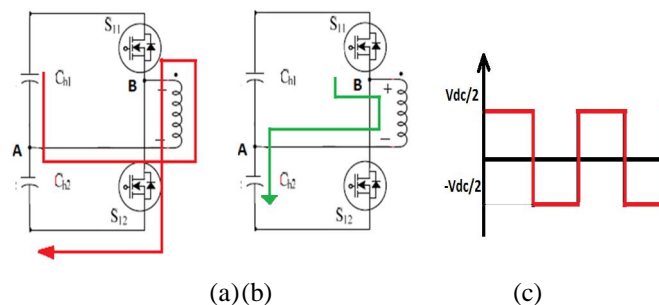 S11
Ch1
B
+
A
−
Ch2
S12
S11
Ch1
B
+
A
−
Ch2
S12
Vdc/2
-Vdc/2
(a)(b)
(c)